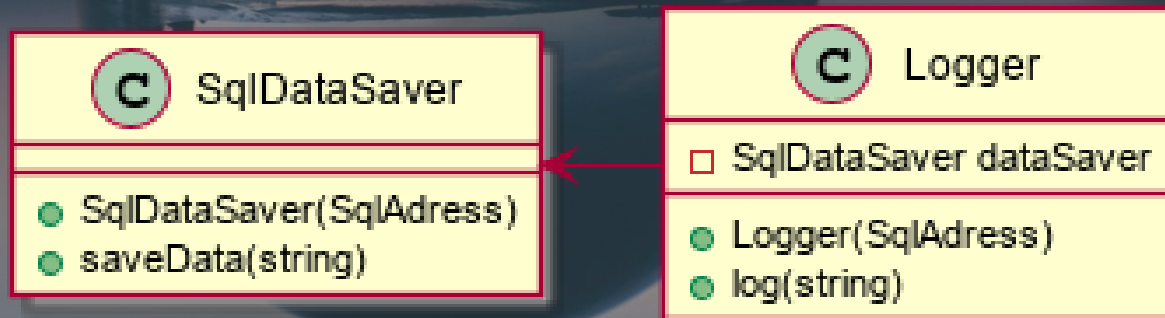 C SqlDataSaver
SqlDataSaver(SqlAdress)
saveData(string)
C Logger
SqlDataSaver dataSaver
Logger(SqlAdress)
log(string)